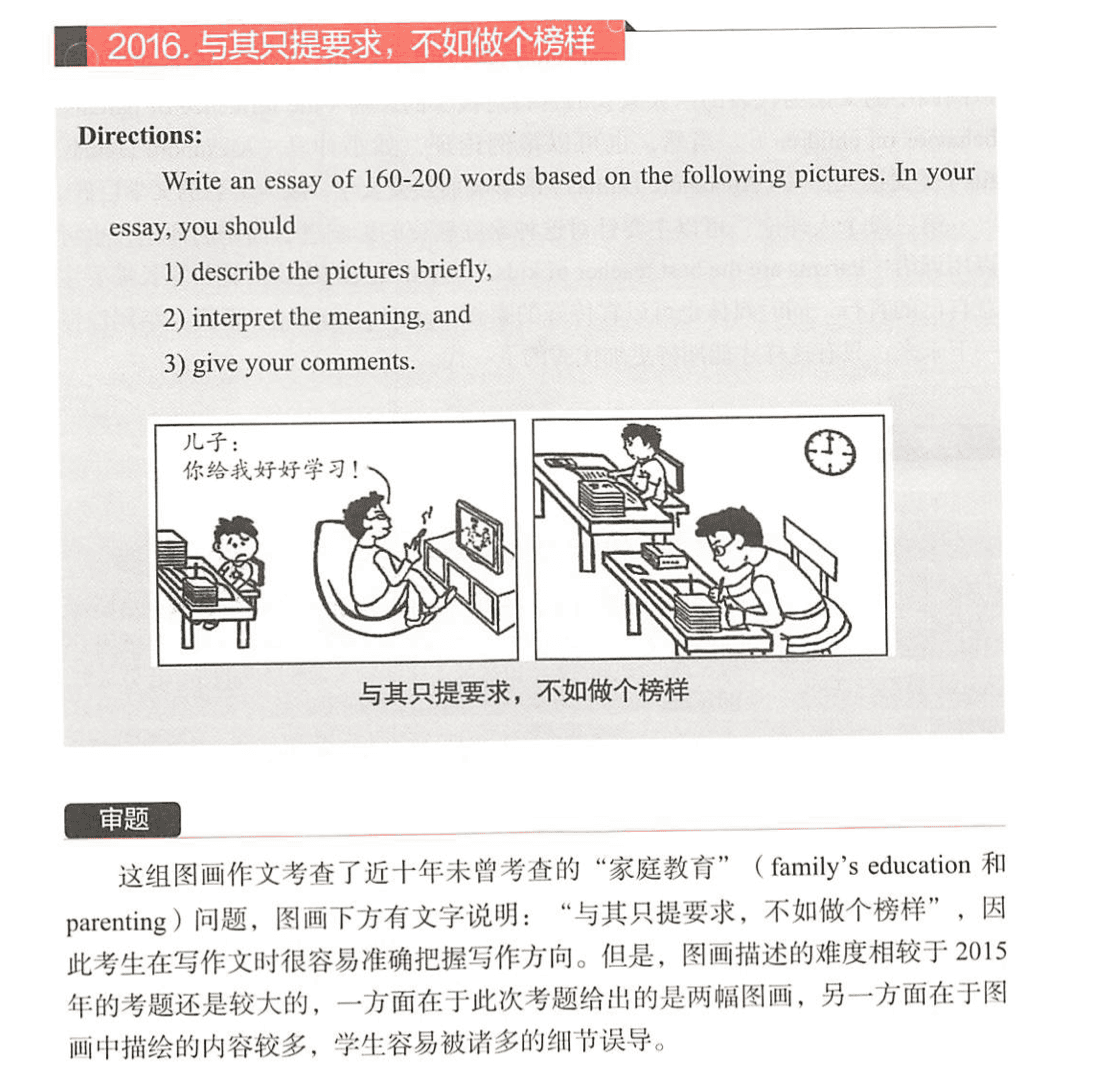 2016. 与其只提要求，不如做个榜样
Directions:
Write an essay of 160-200 words based on the following pictures. In your
essay, you should
1) describe the pictures briefly,
2) interpret the meaning, and
3) give your comments.
儿子：
你给我好好学习！
与其只提要求，不如做个榜样
审题
这组图画作文考查了近十年未曾考查的“家庭教育”（family's education 和
parenting）问题，图画下方有文字说明：“与其只提要求，不如做个榜样”，因
此考生在写作文时很容易准确把握写作方向。但是，图画描述的难度相较于 2015
年的考题还是较大的，一方面在于此次考题给出的是两幅图画，另一方面在于图
画中描绘的内容较多，学生容易被诸多的细节误导。